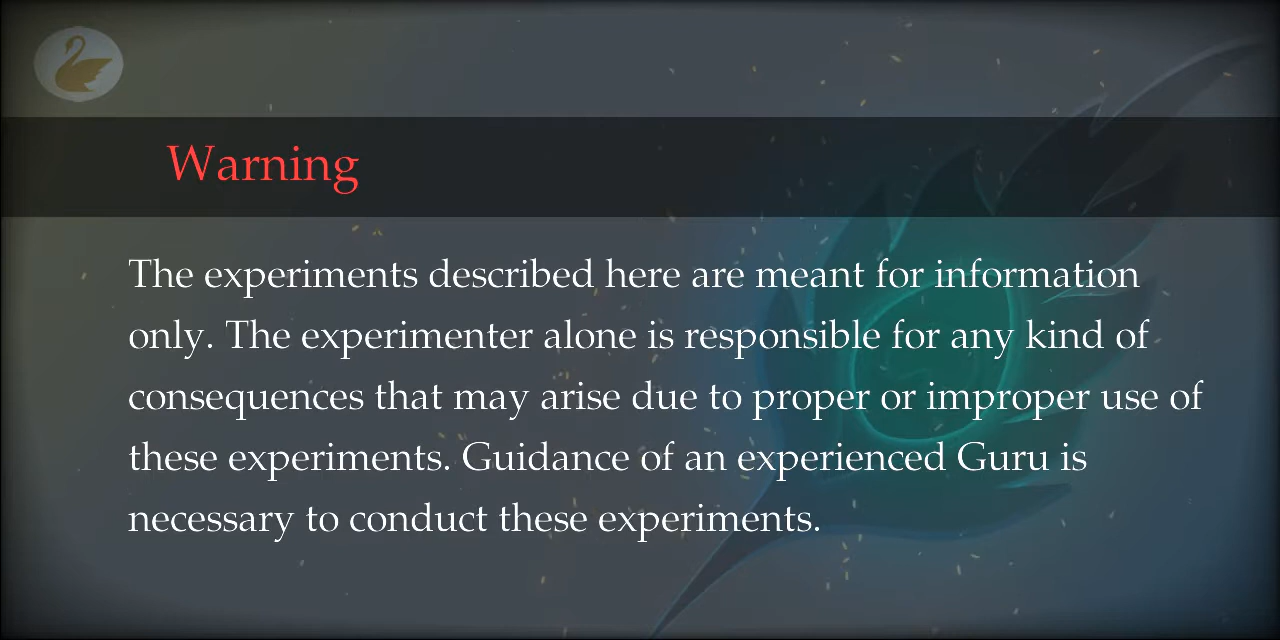 Warning
The experiments described here are meant for information
only. The experimenter alone is responsible for any kind of
consequences that may arise due to proper or improper use of
these experiments. Guidance of an experienced Guru is
necessary to conduct these experiments.